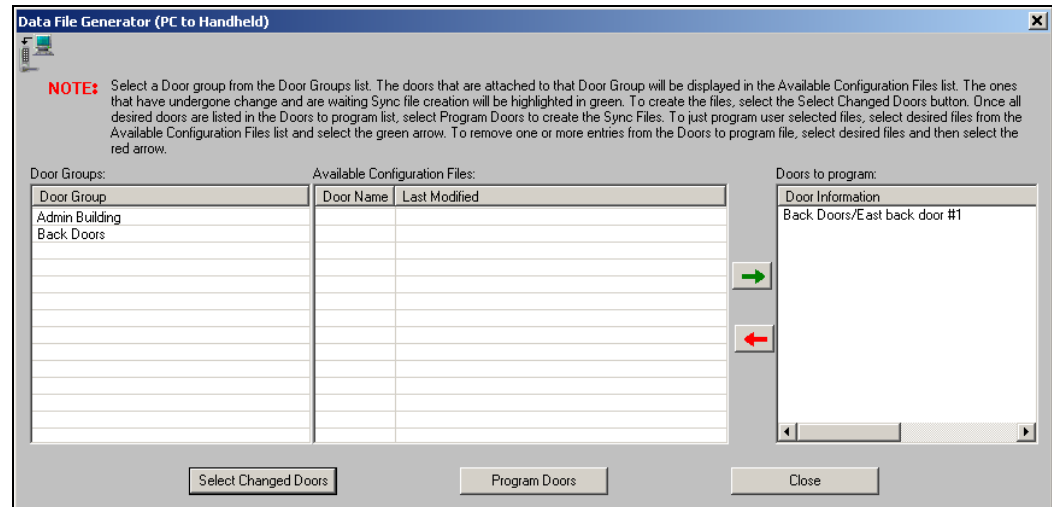 Data File Generator (PC to Handheld)
NOTE: Select a Door group from the Door Groups list. The doors that are attached to that Door Group will be displayed in the Available Configuration Files list. The ones
that have undergone change and are waiting Sync file creation will be highlighted in green. To create the files, select the Select Changed Doors button. Once all
desired doors are listed in the Doors to program list, select Program Doors to create the Sync Files. To just program user selected files, select desired files from the
Available Configuration Files list and select the green arrow. To remove one or more entries from the Doors to program file, select desired files and then select the
red arrow.
Door Groups:
Door Group
Admin Building
Back Doors
Available Configuration Files:
Door Name Last Modified
Doors to program:
Door Information
Back Doors/East back door #1
Select Changed Doors
Program Doors
Close